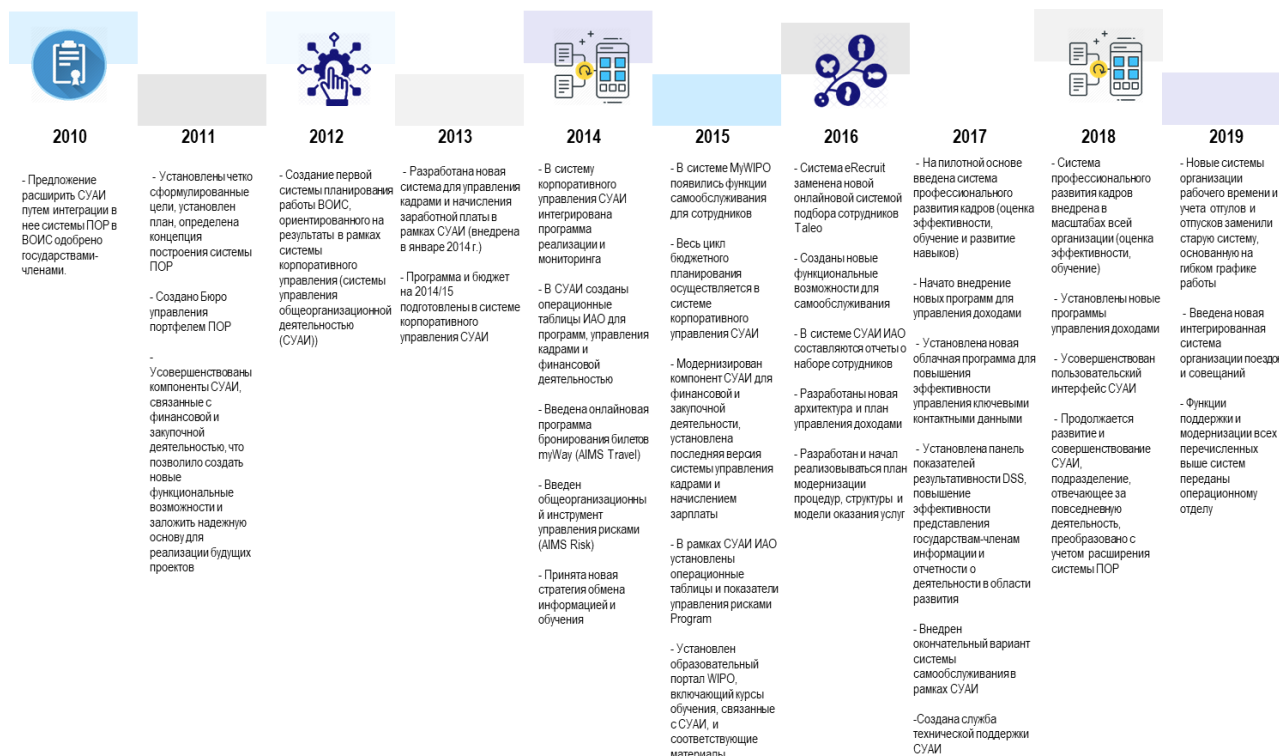 2010
- Предложение
расширить СУАИ
путем интеграции в
нее системы ПОР в
ВОИС одобрено
государствами-
членами.
2011
- Установлены четко
сформулированные
цели, установлен
план, определена
концепция
построения системы
ПОР
- Создано Бюро
управления
портфелем ПОР
-
Усовершенствованы
компоненты СУАИ,
связанные с
финансовой и
закупочной
деятельностью, что
позволило создать
новые
функциональные
возможности и
заложить надежную
основу для
реализации будущих
проектов
2012
- Создание первой
системы планирования
работы ВОИС,
ориентированного на
результаты в рамках
системы
корпоративного
управления (системы
управления
общеорганизационной
деятельностью
(СУАИ))
2013
- Разработана новая
система для управления
кадрами и начисления
заработной платы в
рамках СУАИ (внедрена
в январе 2014 г.)
- Программа и бюджет
на 2014/15
подготовлены в системе
корпоративного
управления СУАИ
2014
- В систему
корпоративного
управления СУАИ
интегрирована
программа
реализации и
мониторинга
- В СУАИ созданы
операционные
таблицы ИАО для
программ, управления
кадрами и
финансовой
деятельностью
- Введена онлайновая
программа
бронирования билетов
myWay (AIMS Travel)
- Введен
общеорганизационны
й инструмент
управления рисками
(AIMS Risk)
- Принята новая
стратегия обмена
информацией и
обучения
2015
- В системе MyWIPO
появились функции
самообслуживания
для сотрудников
- Весь цикл
бюджетного
планирования
осуществляется в
системе
корпоративного
управления СУАИ
- Модернизирован
компонент СУАИ для
финансовой и
закупочной
деятельности,
установлена
последняя версия
системы управления
кадрами и
начислением
зарплаты
- В рамках СУАИ ИАО
установлены
операционные
таблицы и показатели
управления рисками
Program
- Установлен
образовательный
портал WIPO,
включающий курсы
обучения, связанные
с СУАИ, и
соответствующие
материалы
2016
- Система eRecruit
заменена новой
онлайновой системой
подбора сотрудников
Taleo
- Созданы новые
функциональные
возможности для
самообслуживания
- В системе СУАИ ИАО
составляются отчеты о
наборе сотрудников
- Разработаны новая
архитектура и план
управления доходами
- Разработан и начал
реализовываться план
модернизации
процедур, структуры и
модели оказания услуг
2017
- На пилотной основе
введена система
профессионального
развития кадров (оценка
эффективности,
обучение и развитие
навыков)
- Начато внедрение
новых программ для
управления доходами
- Установлена новая
облачная программа для
повышения
эффективности
управления ключевыми
контактными данными
- Установлена панель
показателей
результативности DSS,
повышение
эффективности
представления
государствам-членам
информации и
отчетности о
деятельности в области
развития
- Внедрен
окончательный вариант
системы
самообслуживания в
рамках СУАИ
-Создана служба
технической поддержки
СУАИ
2018
- Система
профессионального
развития кадров
внедрена в
масштабах всей
организации (оценка
эффективности,
обучение)
- Установлены новые
программы
управления доходами
- Усовершенствован
пользовательский
интерфейс СУАИ
- Продолжается
развитие и
совершенствование
СУАИ,
подразделение,
отвечающее за
повседневную
деятельность,
преобразовано с
учетом расширения
системы ПОР
2019
- Новые системы
организации
рабочего времени и
учета отгулов и
отпусков заменили
старую систему,
основанную на
гибком графике
работы
- Введена новая
интегрированная
система
организации поездок
и совещаний
- Функции
поддержки и
модернизации всех
перечисленных
выше систем
переданы
операционному
отделу